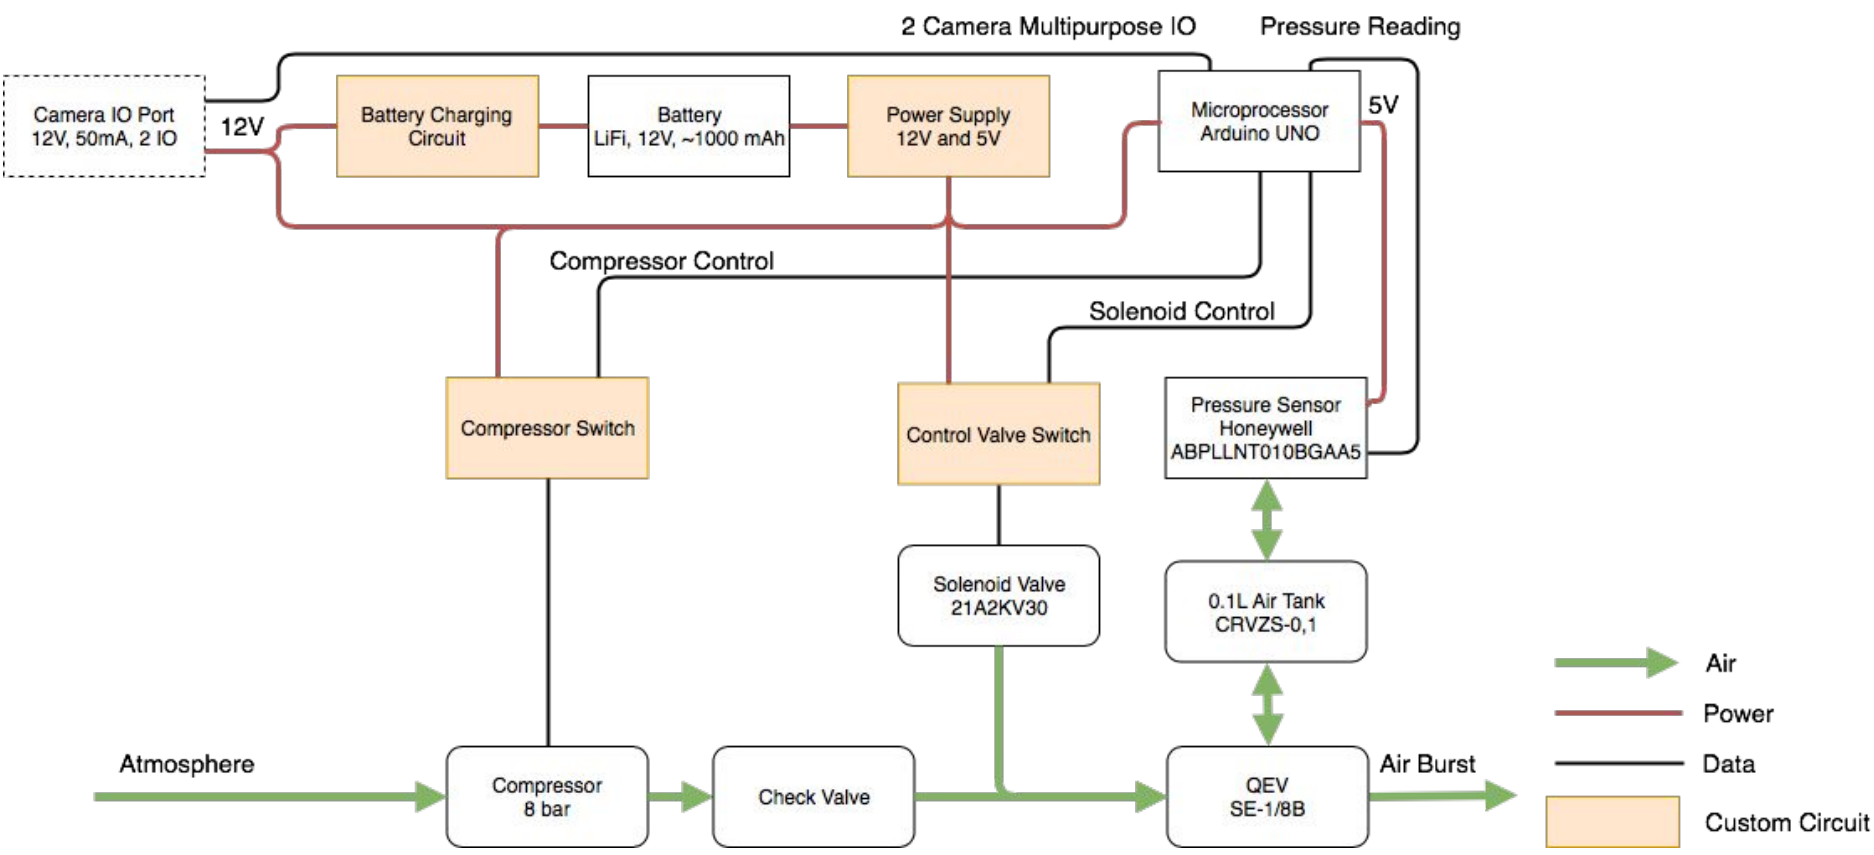 2 Camera Multipurpose IO
Pressure Reading
Camera IO Port
12V, 50mA, 2 IO
12V
Battery Charging
Circuit
Battery
LiFi, 12V, ~1000 mAh
Power Supply
12V and 5V
Microprocessor
Arduino UNO
5V
Compressor Control
Solenoid Control
Compressor Switch
Control Valve Switch
Pressure Sensor
Honeywell
ABPLLNT010BGAA5
Solenoid Valve
21A2KV30
0.1L Air Tank
CRVZS-0,1
Air
Power
Atmosphere
Compressor
8 bar
Check Valve
QEV
SE-1/8B
Air Burst
Data
Custom Circuit